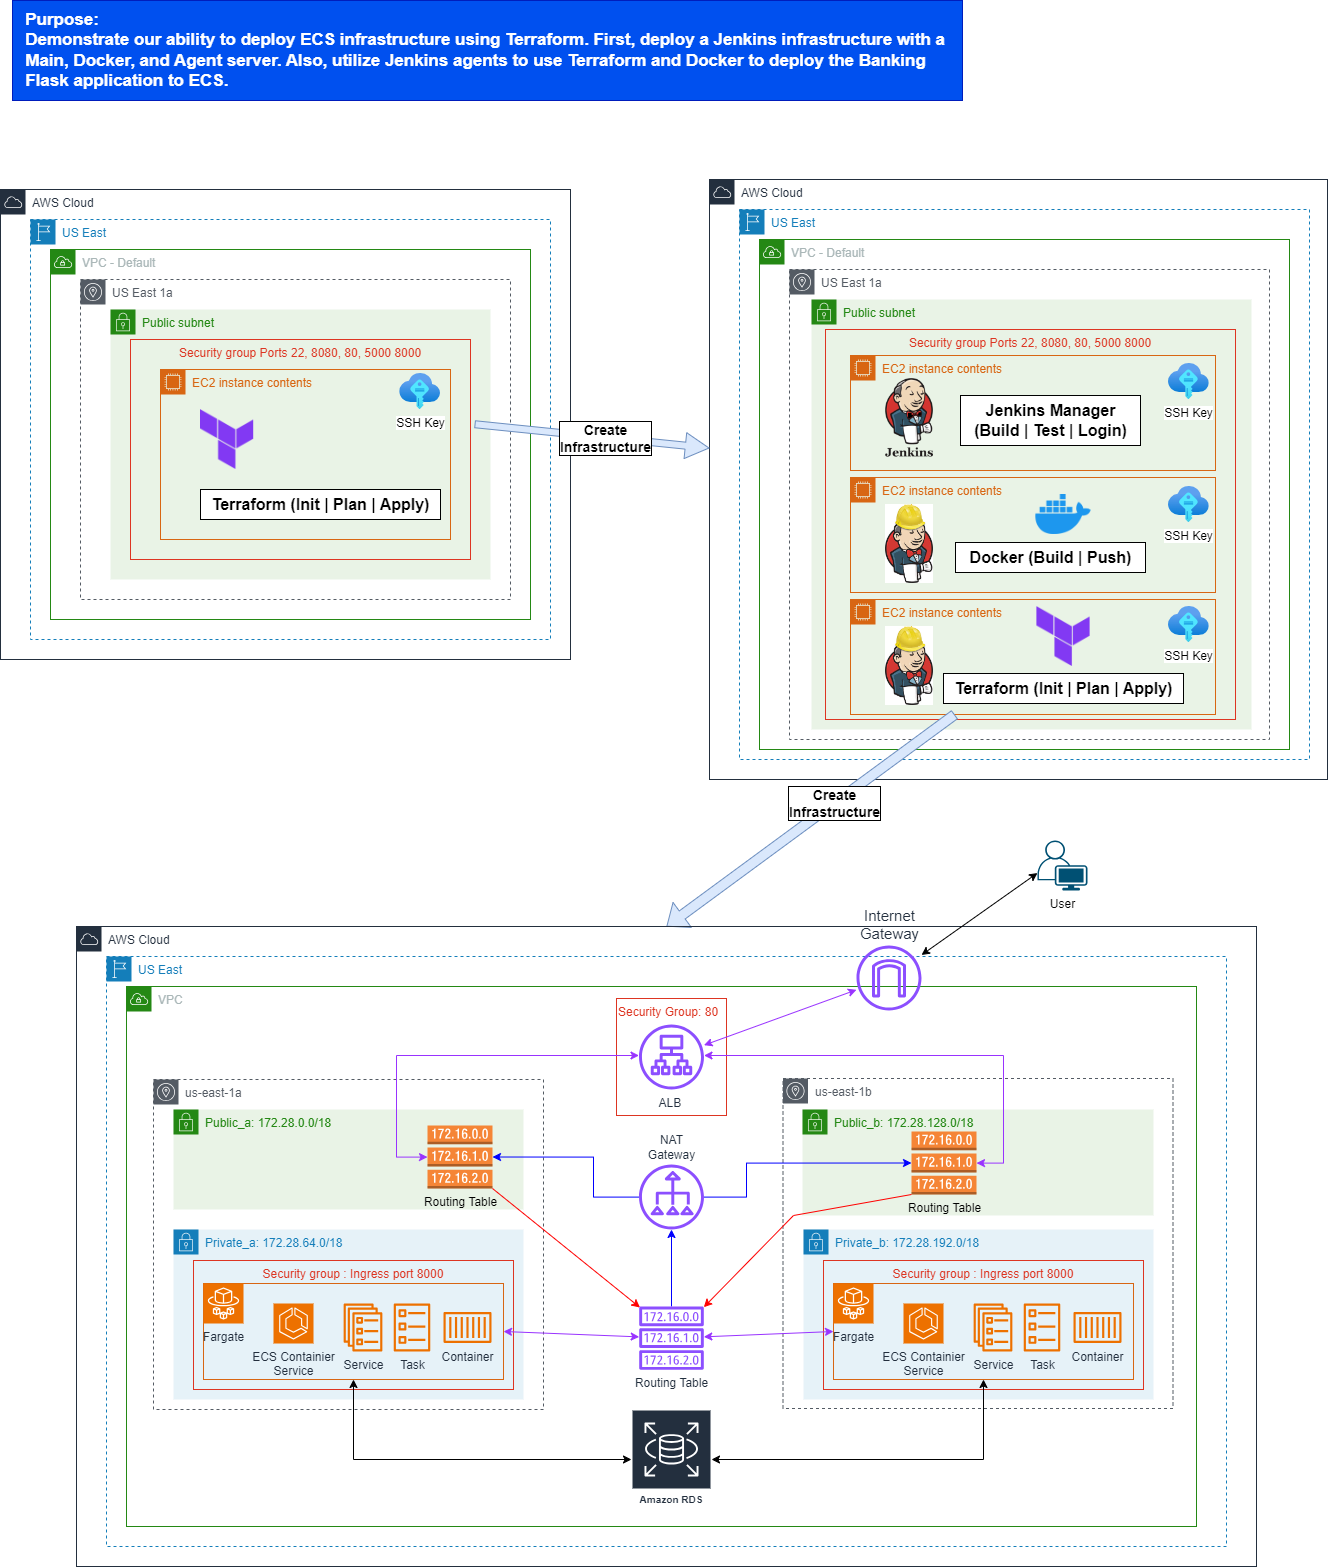 Purpose:
Demonstrate our ability to deploy ECS infrastructure using Terraform. First, deploy a Jenkins infrastructure with a
Main, Docker, and Agent server. Also, utilize Jenkins agents to use Terraform and Docker to deploy the Banking
Flask application to ECS.
AWS Cloud
US East
VPC - Default
US East 1a
Public subnet
Security group Ports 22, 8080, 80, 5000 8000
EC2 instance contents
SSH Key
Terraform (Init | Plan | Apply)
Create
Infrastructure
AWS Cloud
US East
VPC - Default
US East 1a
Public subnet
Security group Ports 22, 8080, 80, 5000 8000
EC2 instance contents
Jenkins
Jenkins Manager
(Build | Test | Login)
SSH Key
EC2 instance contents
Docker (Build | Push)
SSH Key
EC2 instance contents
SSH Key
Terraform (Init | Plan | Apply)
Create
Infrastructure
User
Internet
Gateway
AWS Cloud
US East
VPC
Security Group: 80
ALB
us-east-1a
Public_a: 172.28.0.0/18
172.16.0.0
172.16.1.0
172.16.2.0
Routing Table
NAT
Gateway
us-east-1b
Public_b: 172.28.128.0/18
172.16.0.0
172.16.1.0
172.16.2.0
Routing Table
Private_a: 172.28.64.0/18
Security group : Ingress port 8000
Fargate
ECS Containier
Service
Service
Task
Container
172.16.0.0
172.16.1.0
172.16.2.0
Routing Table
Private_b: 172.28.192.0/18
Security group : Ingress port 8000
Fargate
ECS Containier
Service
Service
Task
Container
Amazon RDS